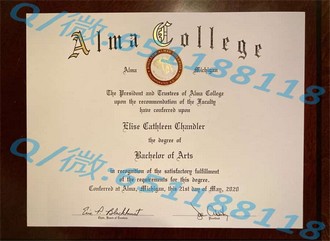 Alma College
Alma Michigan
The President and Trustees of Alma College
upon the recommendation of the Faculty
have conferred upon
Elise Cathleen Chandler
the degree of
Bachelor of Arts
in recognition of the satisfactory fulfillment
of the requirements for this degree.
Conferred at Alma, Michigan, this 21st day of May, 2020
Q/微:851188118
Q/微:851188118